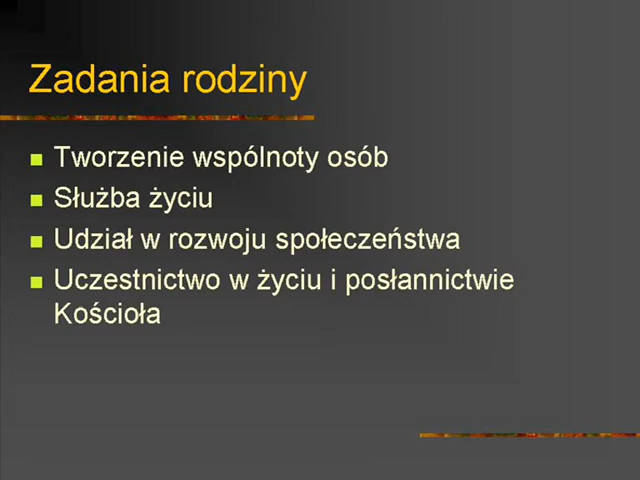 Zadania rodziny
Tworzenie wspólnoty osób
Służba życiu
Udział w rozwoju społeczeństwa
Uczestnictwo w życiu i posłannictwie
Kościoła